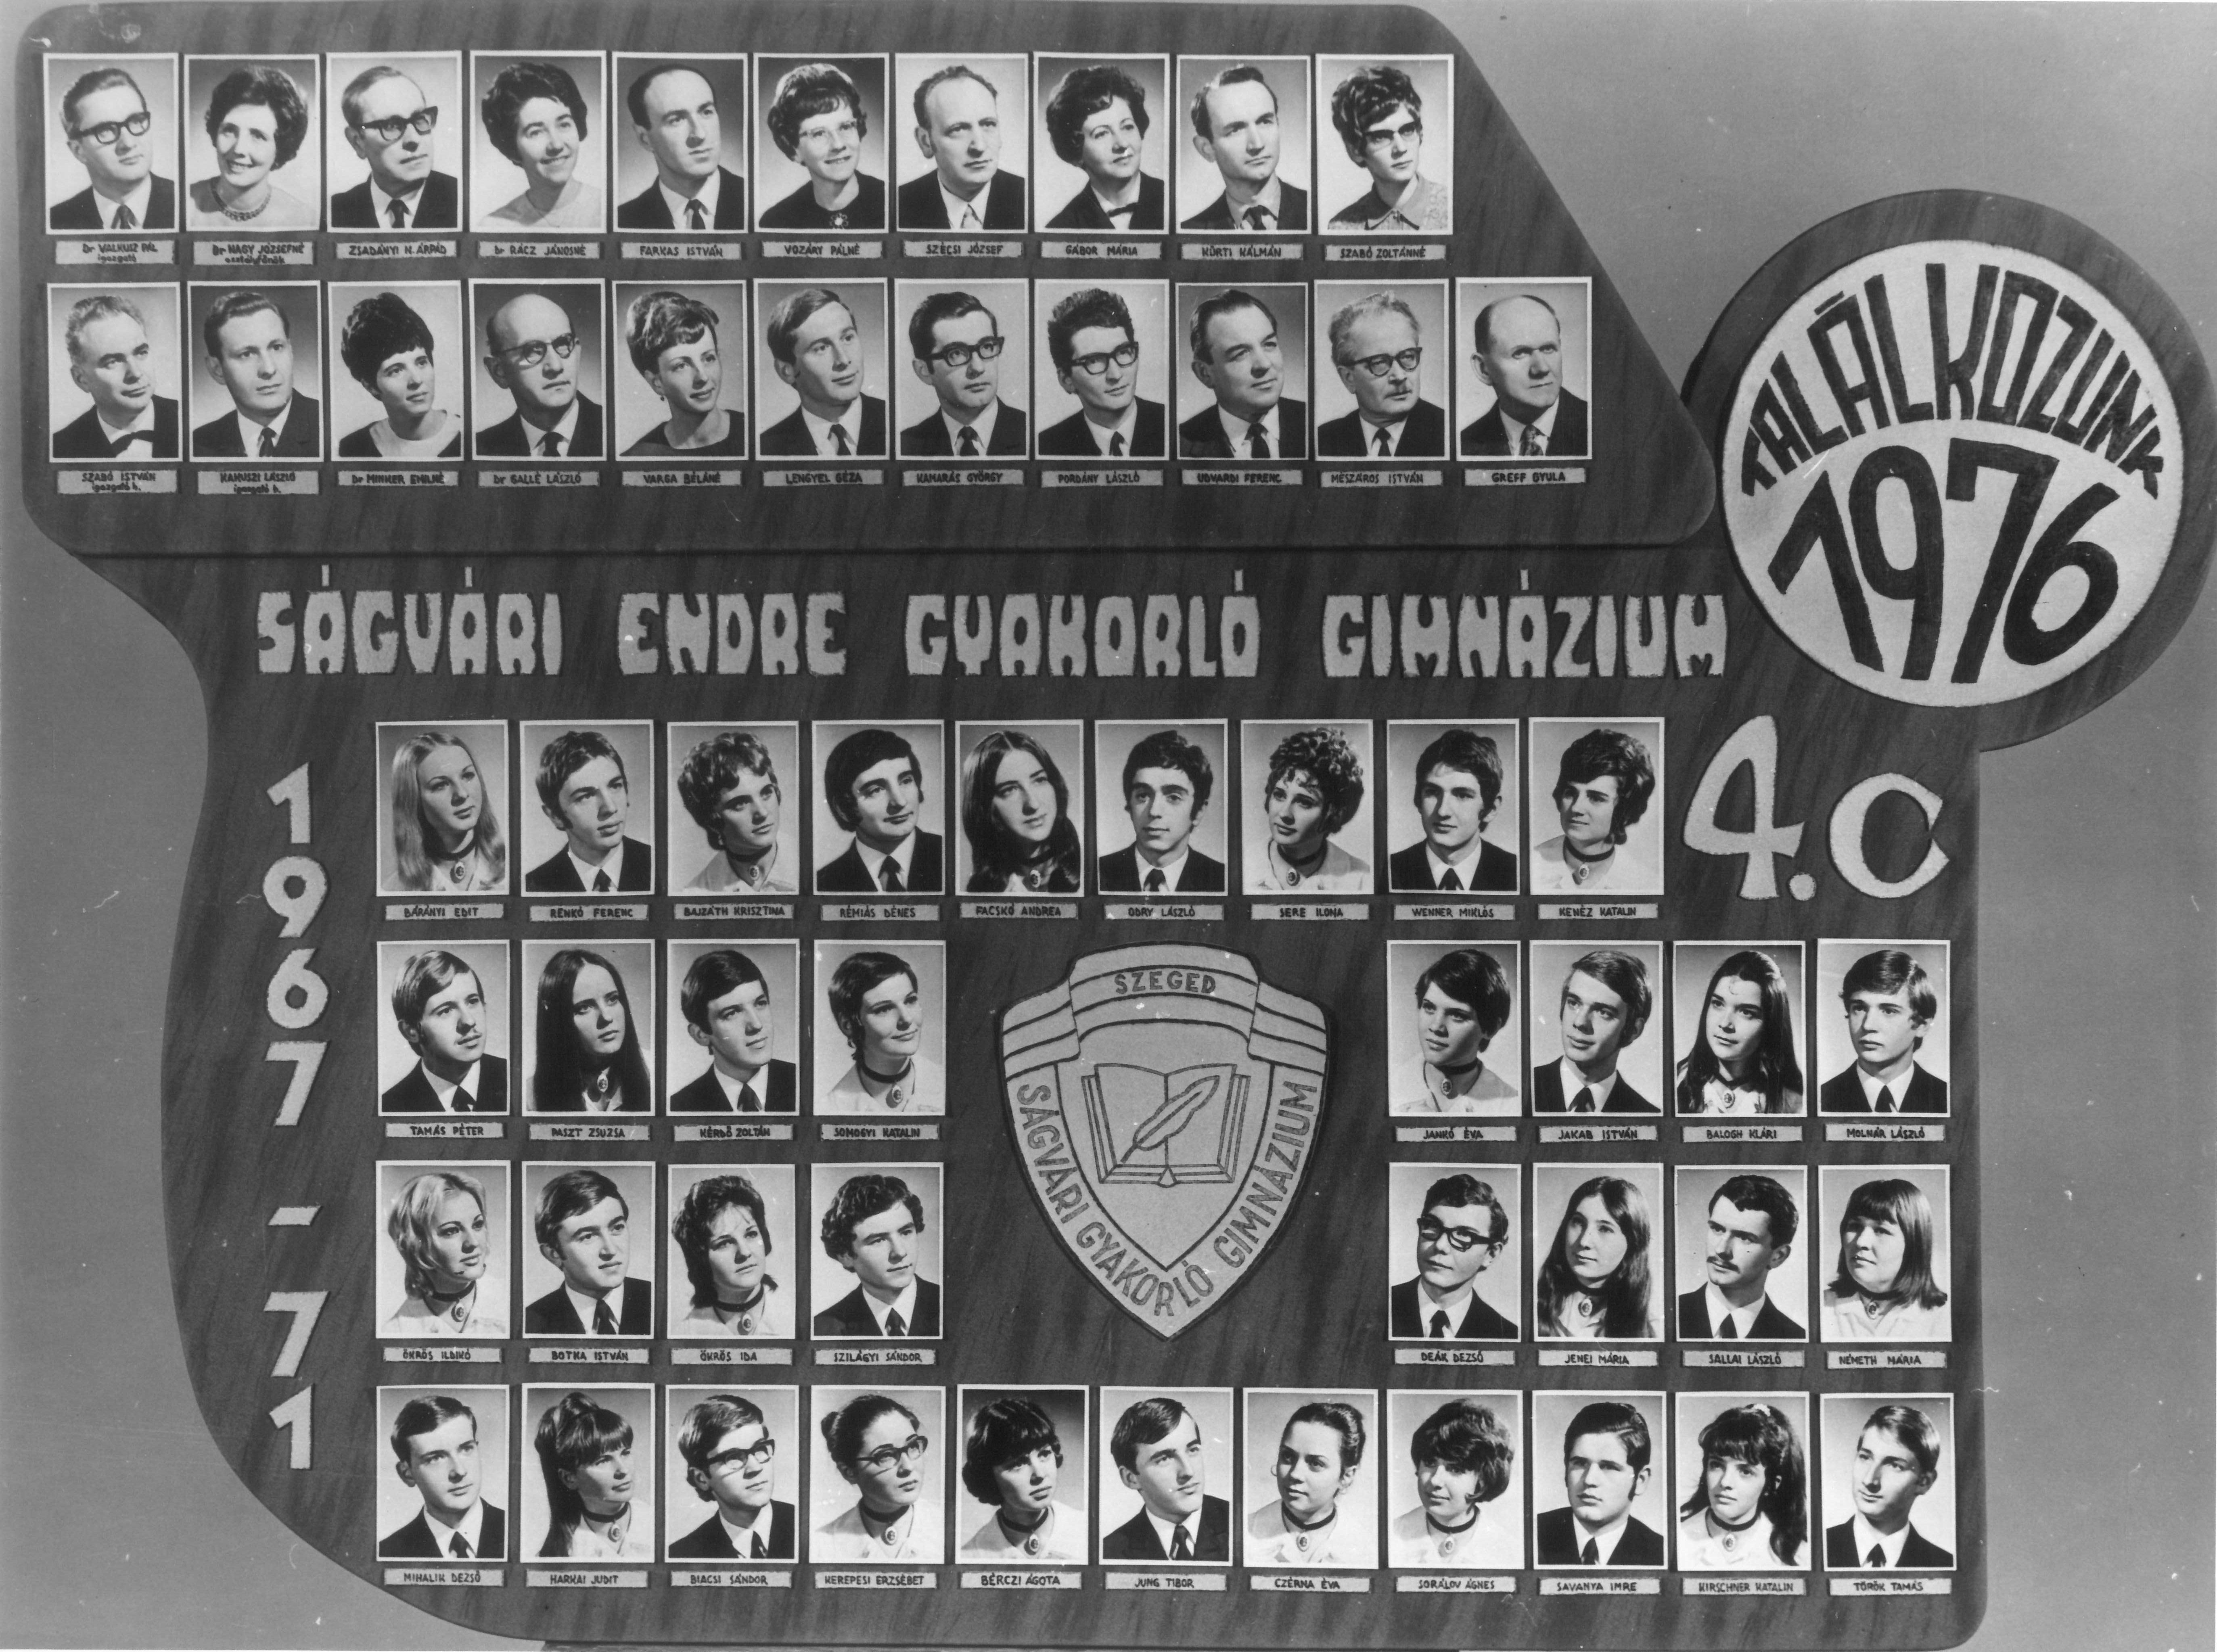 Dr VALKUSZ PÁL
igazgató
Dr NAGY JÓZSEFNÉ
osztályfőnök
ZSADÁNYI N. ÁRPÁD
Dr RÁCZ JÁNOSNÉ
FARKAS ISTVÁN
VOZÁRY PÁLNÉ
SZÉCSI JÓZSEF
GÁBOR MÁRIA
KÜRTI KÁLMÁN
SZABÓ ZOLTÁNNÉ
SZABÓ ISTVÁN
igazgató h.
HANUSZI LÁSZLÓ
igazgató h.
Dr MINKER EMILNÉ
Dr GALLÉ LÁSZLÓ
VARGA BÉLÁNÉ
LENGYEL GÉZA
KAMARÁS GYÖRGY
PORDÁNY LÁSZLÓ
UDVARDI FERENC
MÉSZÁROS ISTVÁN
GREFF GYULA
TALÁLKOZUNK
1976
SÁGVÁRI ENDRE GYAKORLÓ GIMNÁZIUM
1967-71
4.C
BÁRÁNYI EDIT
RENKÓ FERENC
BAJZÁTH KRISZTINA
RÉMIÁS DÉNES
FACSKÓ ANDREA
ODRY LÁSZLÓ
SERE ILONA
WENNER MIKLÓS
KENÉZ KATALIN
TAMÁS PÉTER
PASZT ZSUZSA
KÉRDŐ ZOLTÁN
SOMOGYI KATALIN
JANKÓ ÉVA
JAKAB ISTVÁN
BALOGH KLÁRI
MOLNÁR LÁSZLÓ
SZEGED
SÁGVÁRI GYAKORLÓ GIMNÁZIUM
ÖKRÖS ILDIKÓ
BOTKA ISTVÁN
ÖKRÖS IDA
SZILÁGYI SÁNDOR
DEÁK DEZSŐ
JENEI MÁRIA
SALLAI LÁSZLÓ
NÉMETH MÁRIA
MIHALIK DEZSŐ
HARKAI JUDIT
BIACSI SÁNDOR
KEREPESI ERZSÉBET
BÉRCZI ÁGOTA
JUNG TIBOR
CZÉRNA ÉVA
SORÁLOV ÁGNES
SAVANYA IMRE
KIRSCHNER KATALIN
TÖRÖK TAMÁS